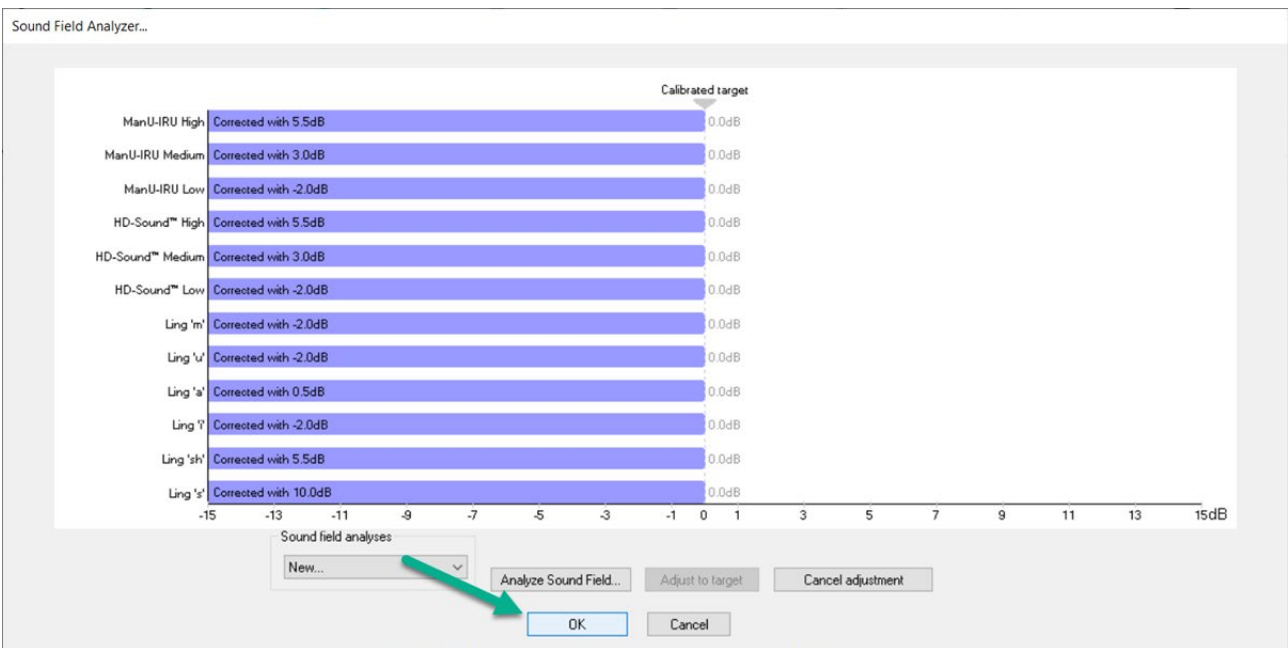 Sound Field Analyzer...
Calibrated target
ManU-IRU High Corrected with 5.5dB 0.0dB
ManU-IRU Medium Corrected with 3.0dB 0.0dB
ManU-IRU Low Corrected with -2.0dB 0.0dB
HD-Sound™ High Corrected with 5.5dB 0.0dB
HD-Sound™ Medium Corrected with 3.0dB 0.0dB
HD-Sound™ Low Corrected with -2.0dB 0.0dB
Ling 'm' Corrected with -2.0dB 0.0dB
Ling 'u' Corrected with -2.0dB 0.0dB
Ling 'a' Corrected with 0.5dB 0.0dB
Ling 'i' Corrected with -2.0dB 0.0dB
Ling 'sh' Corrected with 5.5dB 0.0dB
Ling 's' Corrected with 10.0dB 0.0dB
-15 -13 -11 -9 -7 -5 -3 -1 0 1 3 5 7 9 11 13 15dB
Sound field analyses
New... Analyze Sound Field... Adjust to target Cancel adjustment
OK Cancel